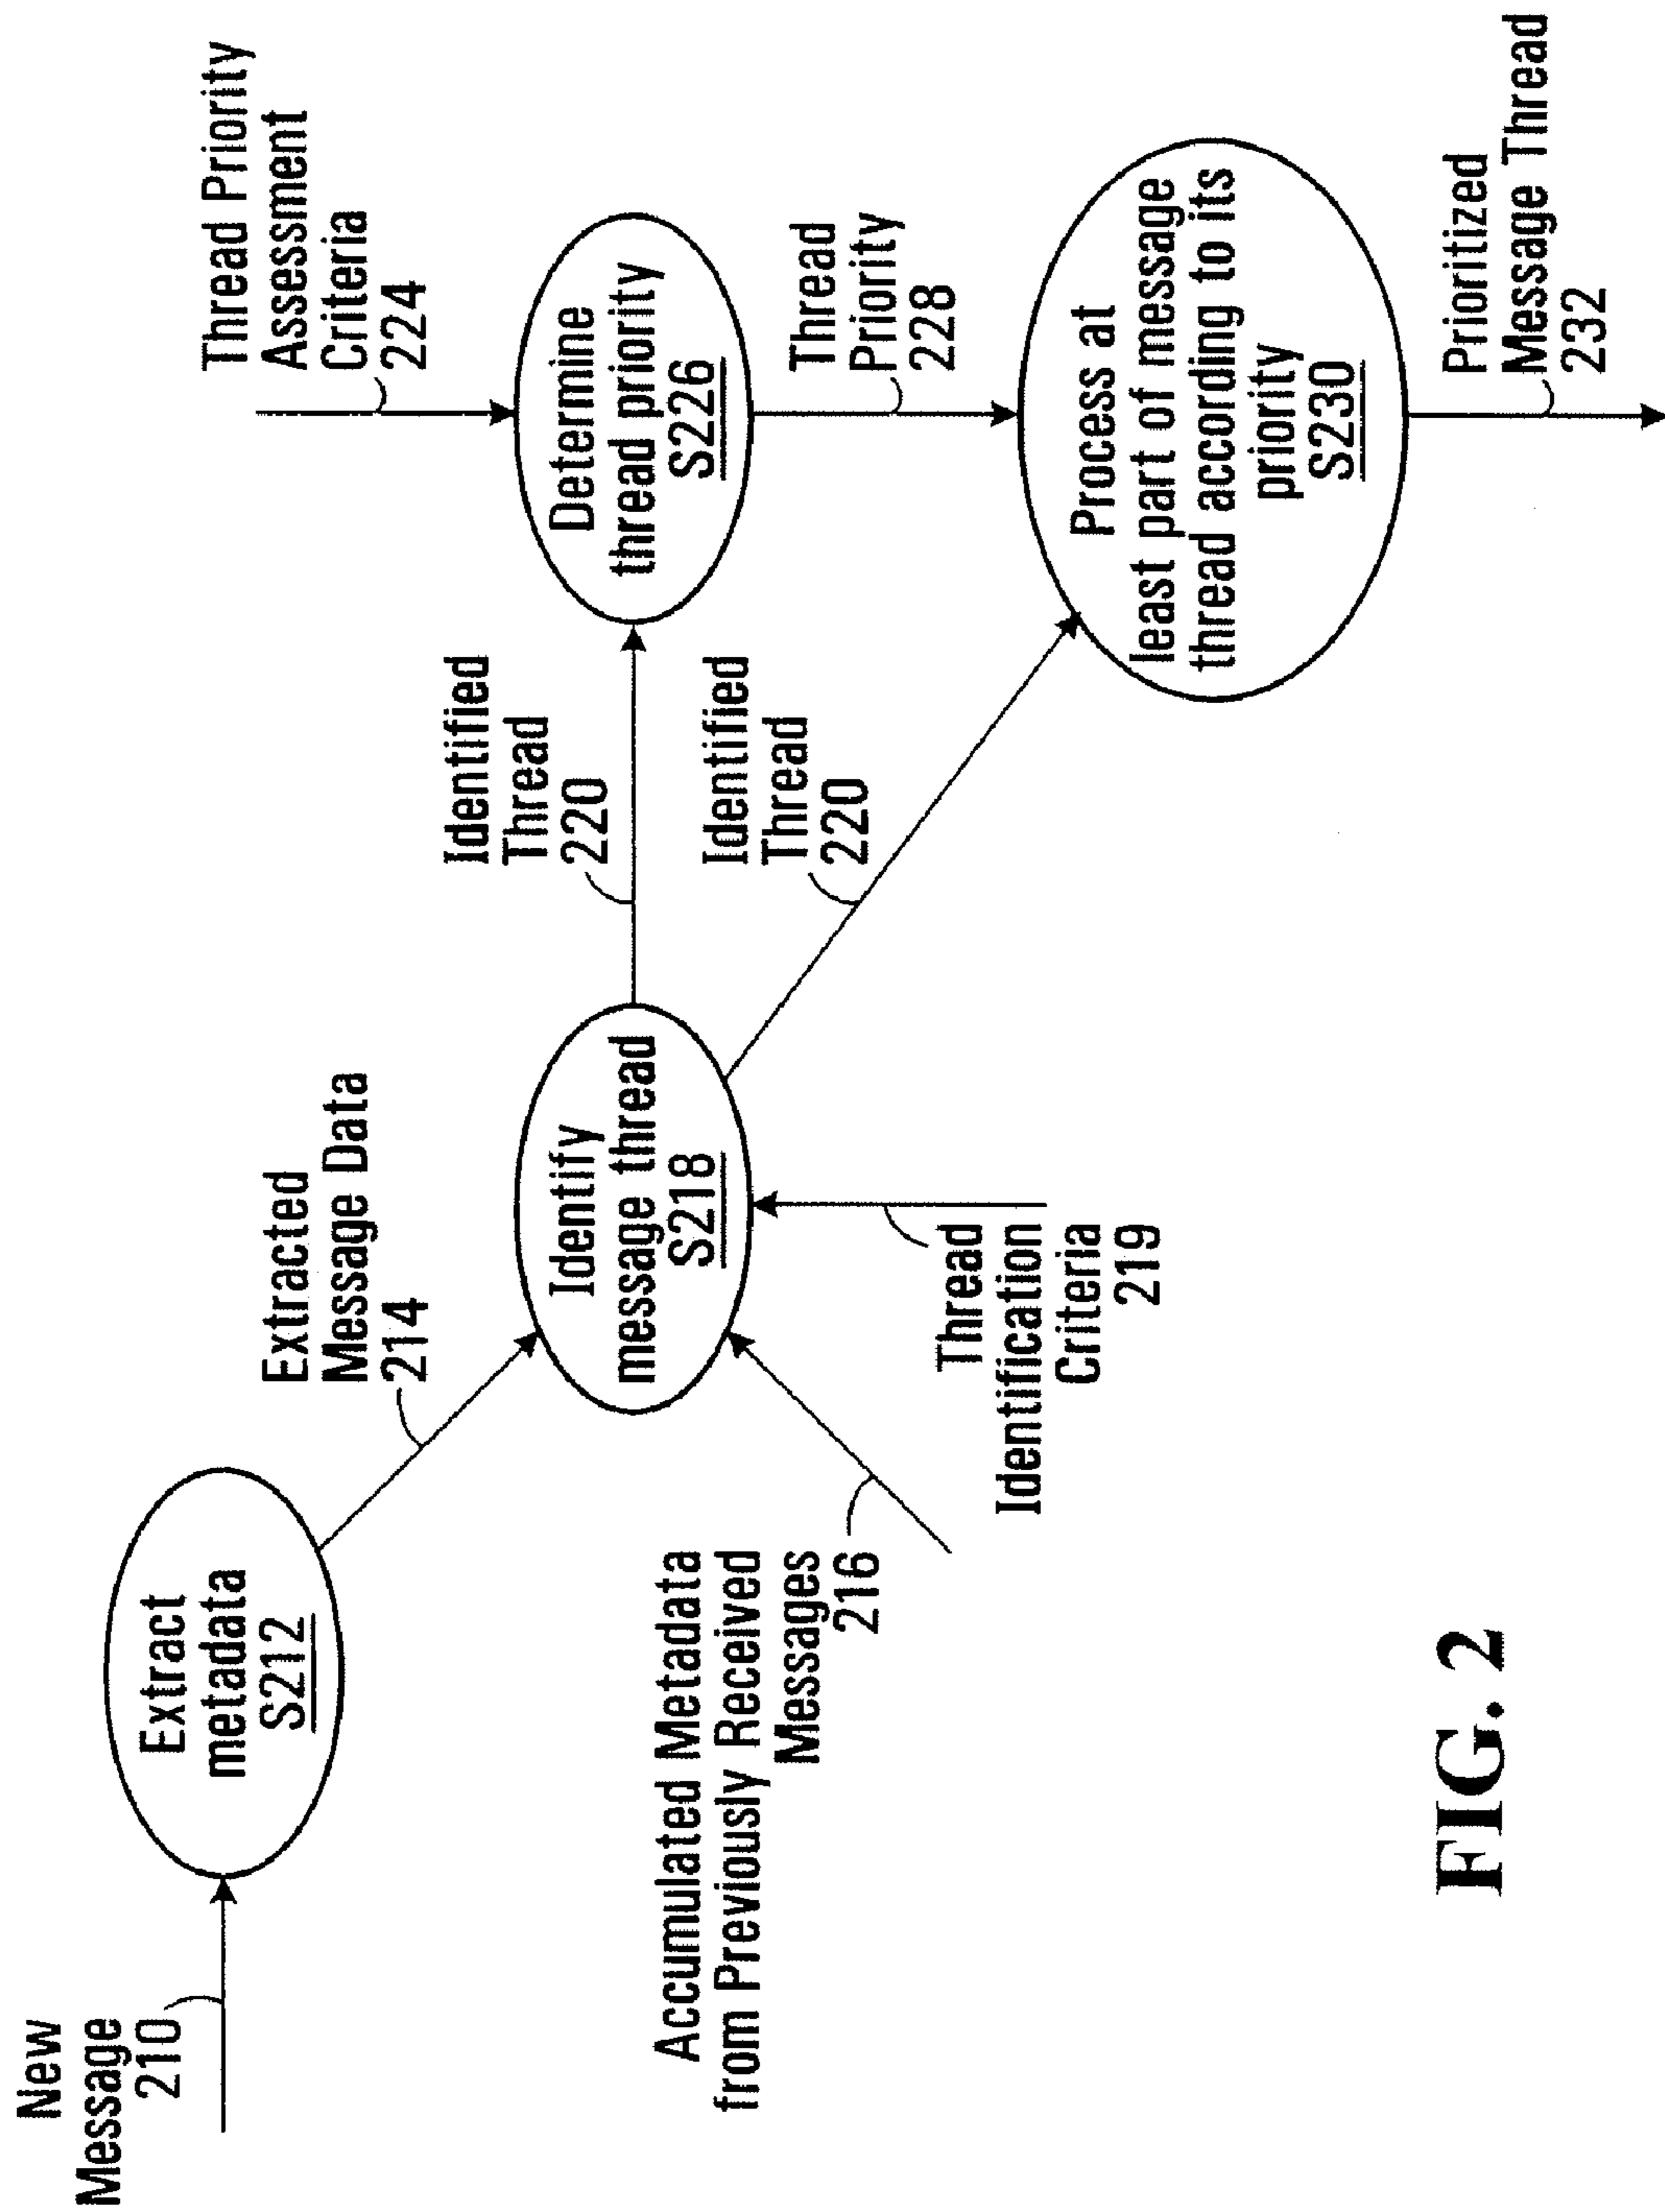 New
Message
210
Extract
metadata
S212
Extracted
Message Data
214
Accumulated Metadata
from Previously Received
Messages
216
Identify
message thread
S218
Thread
Identification
Criteria
219
Identified
Thread
220
Identified
Thread
220
Thread Priority
Assessment
Criteria
224
Determine
thread priority
S226
Thread
Priority
228
Process at
least part of message
thread according to its
priority
S230
Prioritized
Message Thread
232
FIG. 2